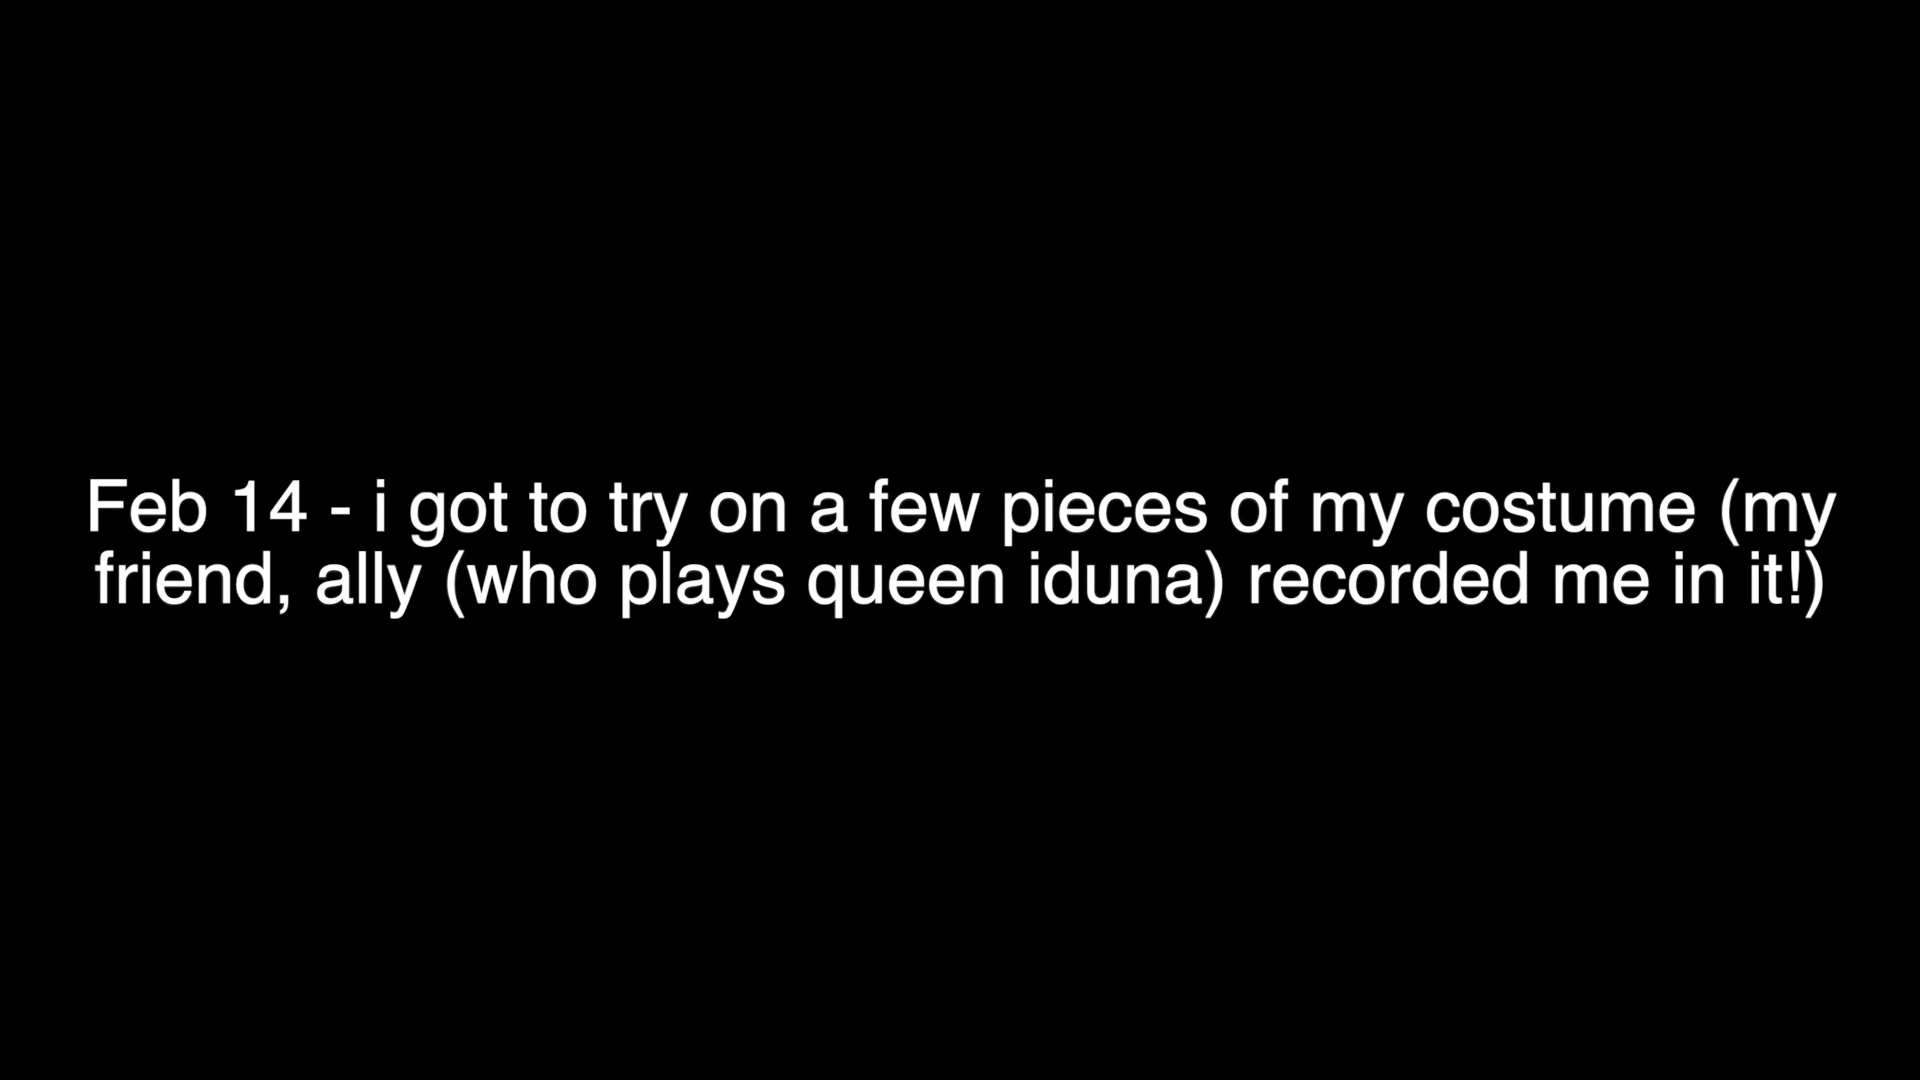 Feb 14 - i got to try on a few pieces of my costume (my
friend, ally (who plays queen iduna) recorded me in it!)